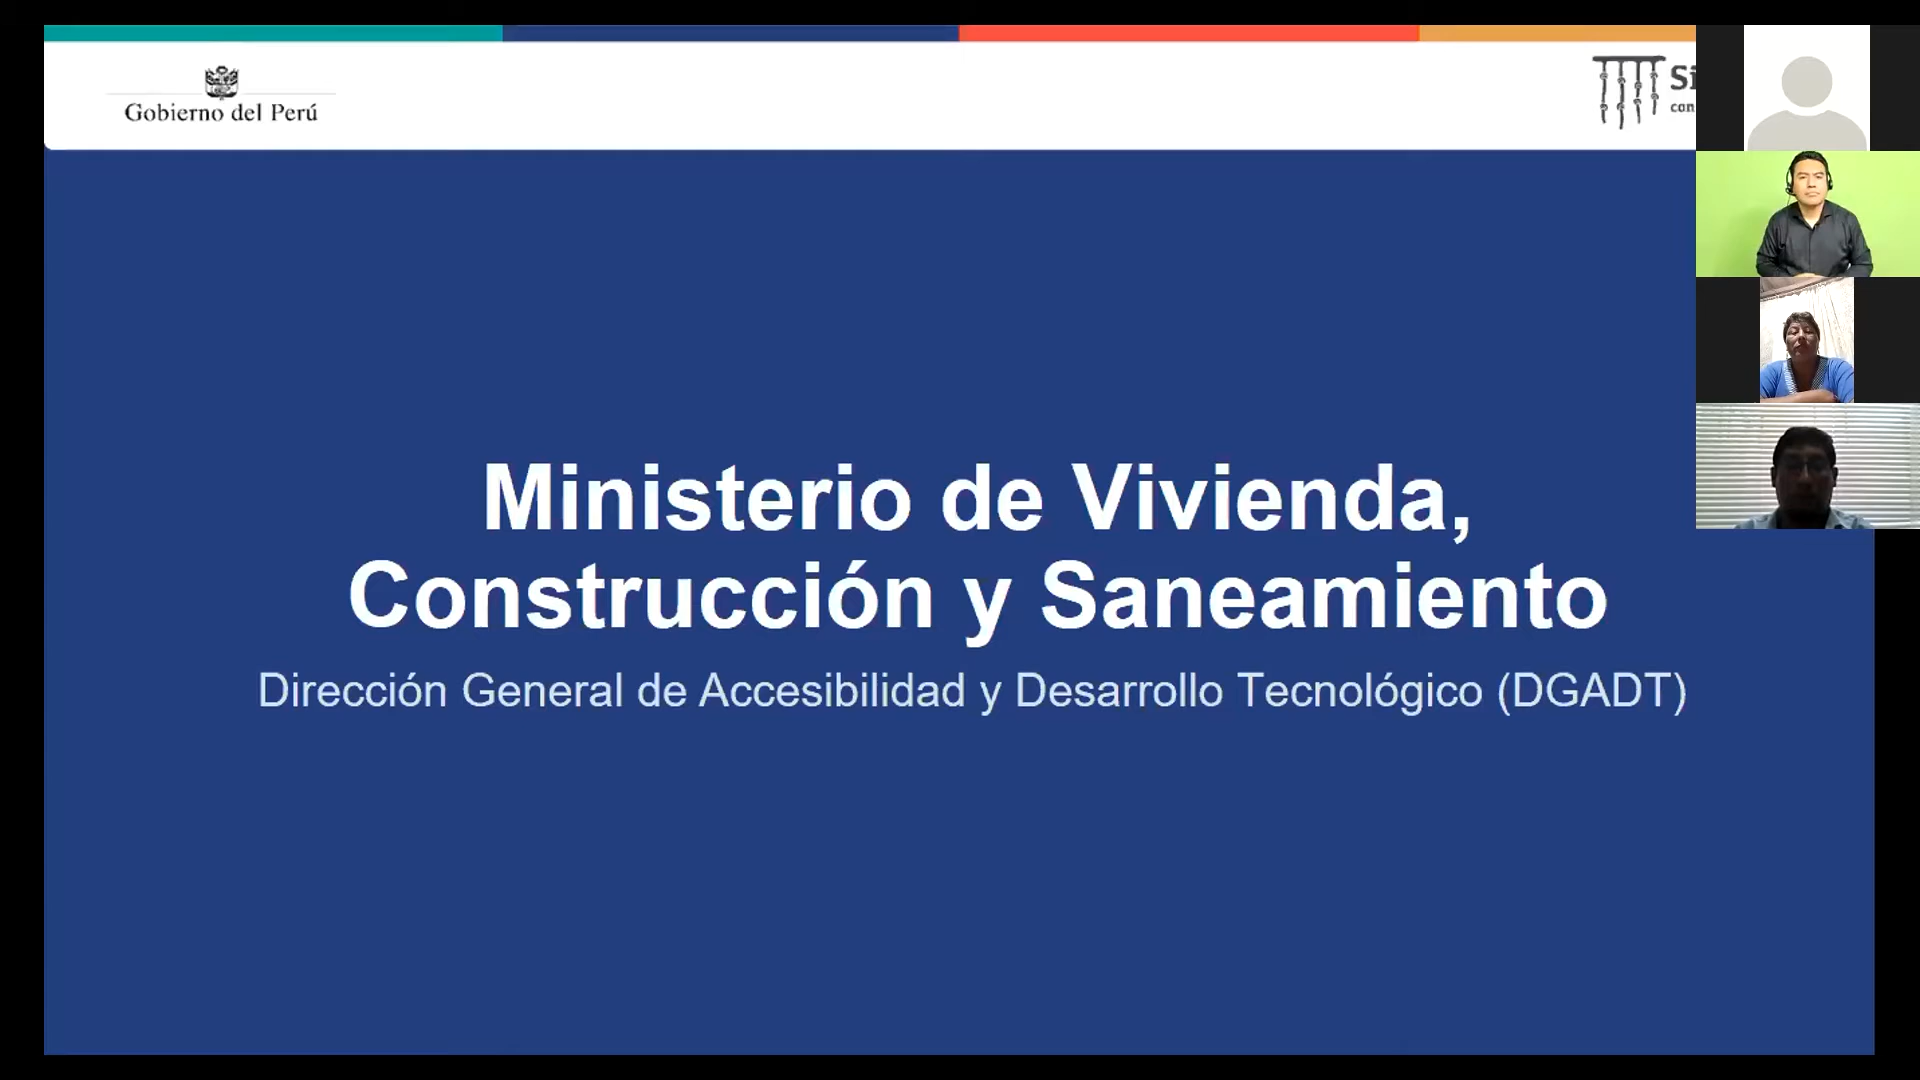 Gobierno del Perú
Ministerio de Vivienda,
Construcción y Saneamiento
Dirección General de Accesibilidad y Desarrollo Tecnológico (DGADT)